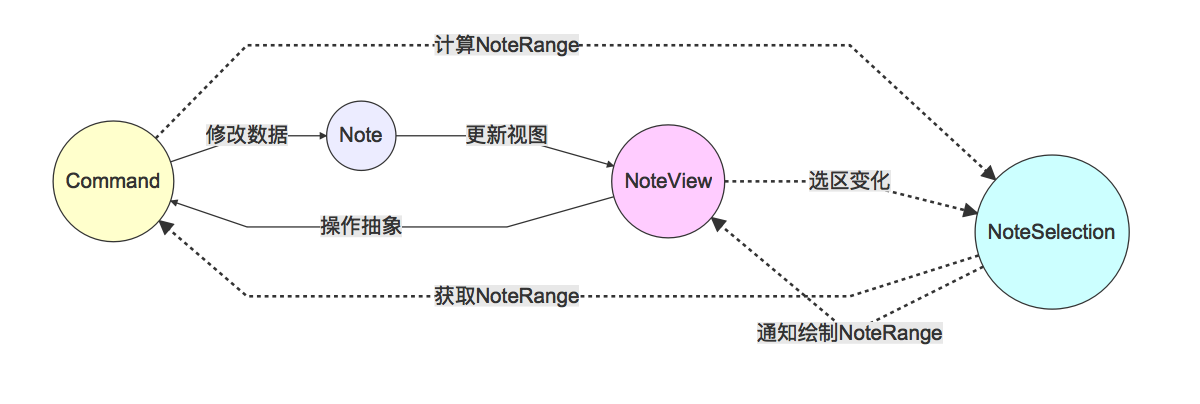 计算NoteRange
修改数据
Note
更新视图
Command
NoteView
选区变化
操作抽象
NoteSelection
获取NoteRange
通知绘制NoteRange